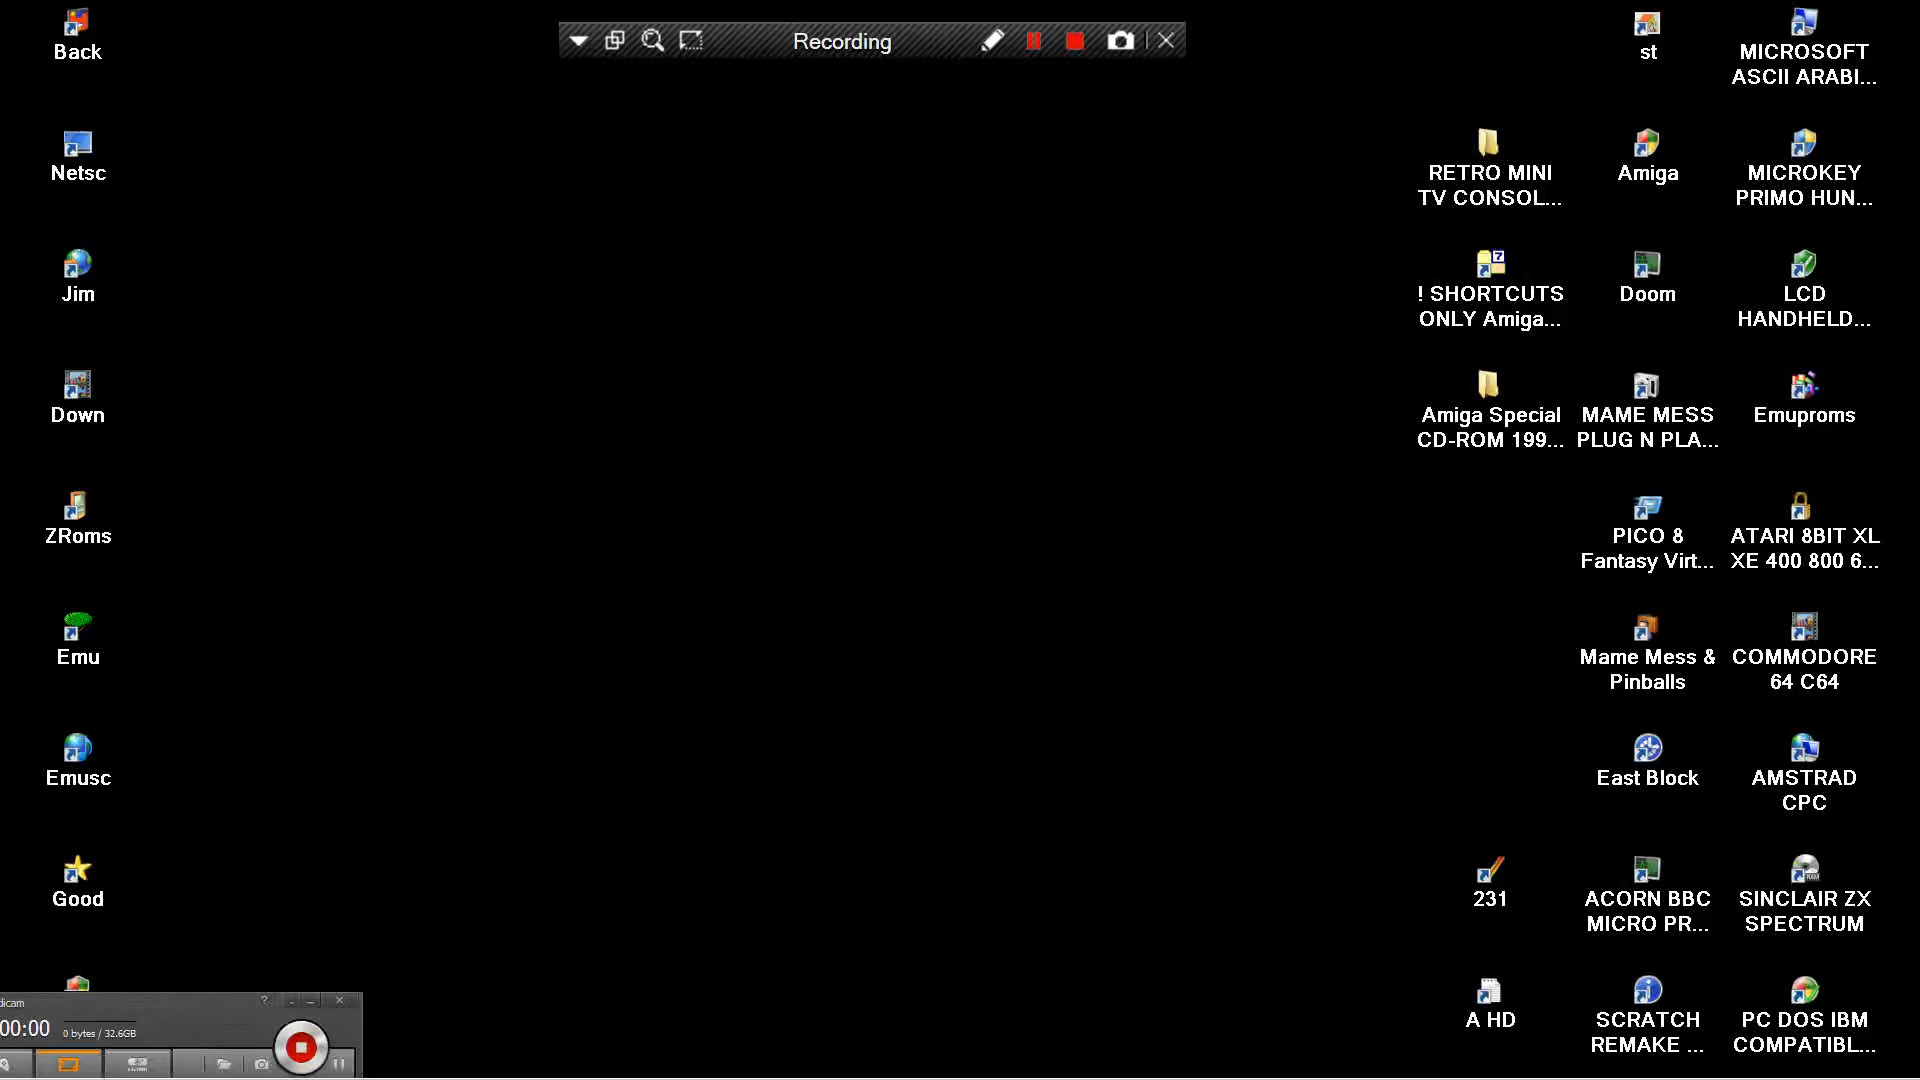 Recording
Back
Netsc
Jim
Down
ZRoms
Emu
Emusc
Good
st
MICROSOFT
ASCII ARABI...
RETRO MINI
TV CONSOL...
Amiga
MICROKEY
PRIMO HUN...
! SHORTCUTS
ONLY Amiga...
Doom
LCD
HANDHELD...
Amiga Special
CD-ROM 199...
MAME MESS
PLUG N PLA...
Emuproms
PICO 8
Fantasy Virt...
ATARI 8BIT XL
XE 400 800 6...
Mame Mess &
Pinballs
COMMODORE
64 C64
East Block
AMSTRAD
CPC
231
ACORN BBC
MICRO PR...
SINCLAIR ZX
SPECTRUM
A HD
SCRATCH
REMAKE ...
PC DOS IBM
COMPATIBL...
dicam
00:00
0 bytes / 32.6GB